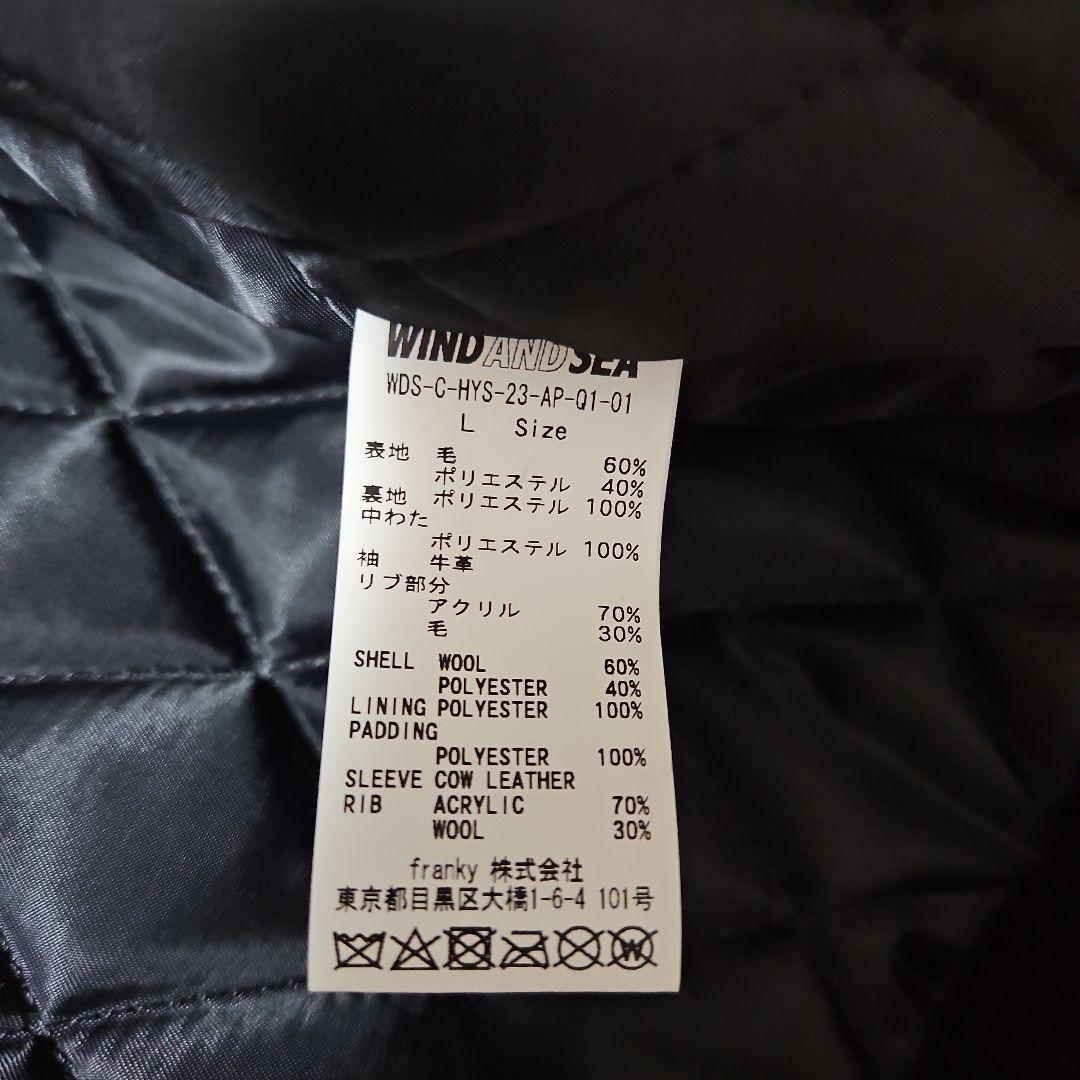 WIND AND SEA
WDS-C-HYS-23-AP-Q1-01
L Size
表地 毛 60%
ポリエステル 40%
裏地 ポリエステル 100%
中わた
ポリエステル 100%
袖 牛革
リブ部分
アクリル 70%
毛 30%
SHELL WOOL 60%
POLYESTER 40%
LINING POLYESTER 100%
PADDING
POLYESTER 100%
SLEEVE COW LEATHER
RIB ACRYLIC 70%
WOOL 30%
franky 株式会社
東京都目黒区大橋1-6-4 101号
W